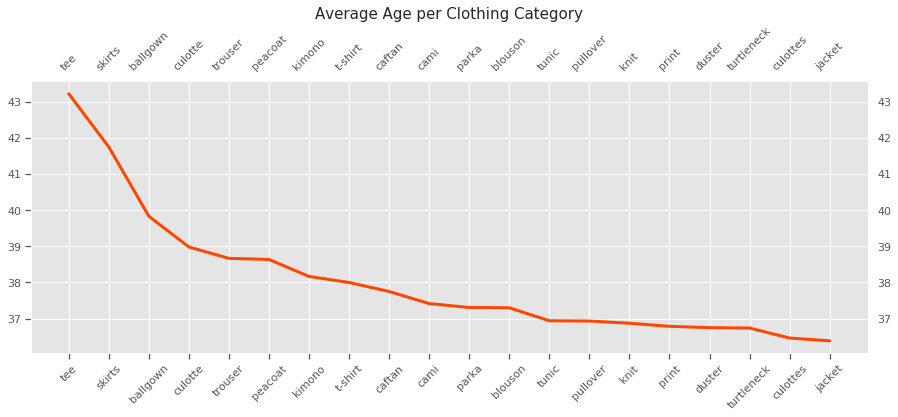 Average Age per Clothing Category
tee skirts ballgown culotte trouser peacoat kimono t-shirt caftan cami parka blouson tunic pullover knit print duster turtleneck culottes jacket
43 43
42 42
41 41
40 40
39 39
38 38
37 37
tee skirts ballgown culotte trouser peacoat kimono t-shirt caftan cami parka blouson tunic pullover knit print duster turtleneck culottes jacket